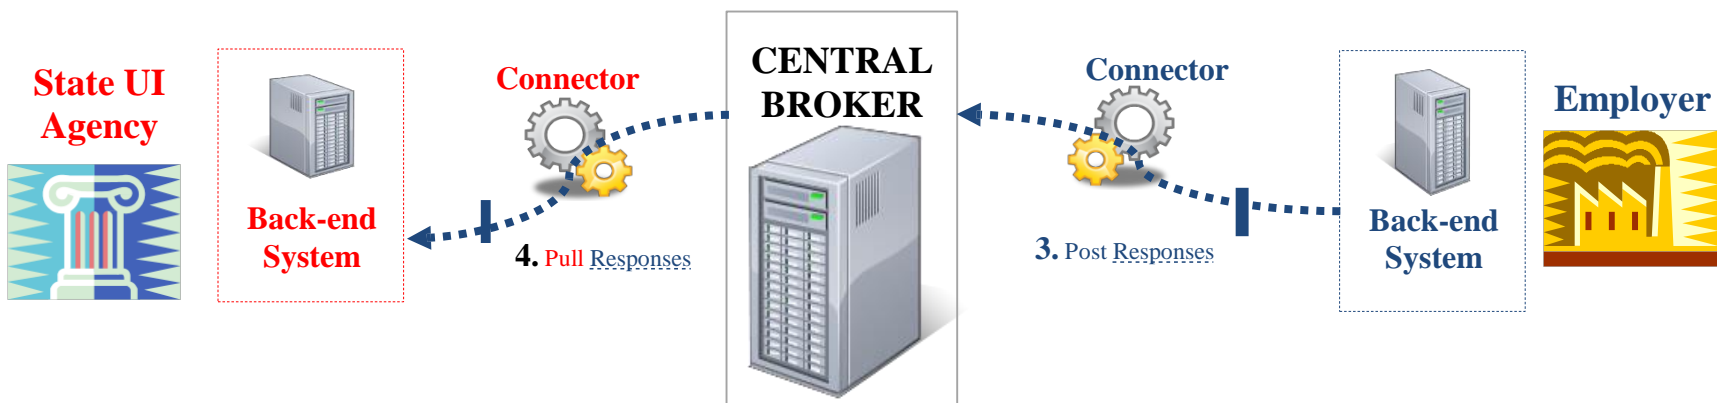 State UI
Agency
Back-end
System
Connector
4. Pull Responses
CENTRAL
BROKER
Connector
3. Post Responses
Back-end
System
Employer